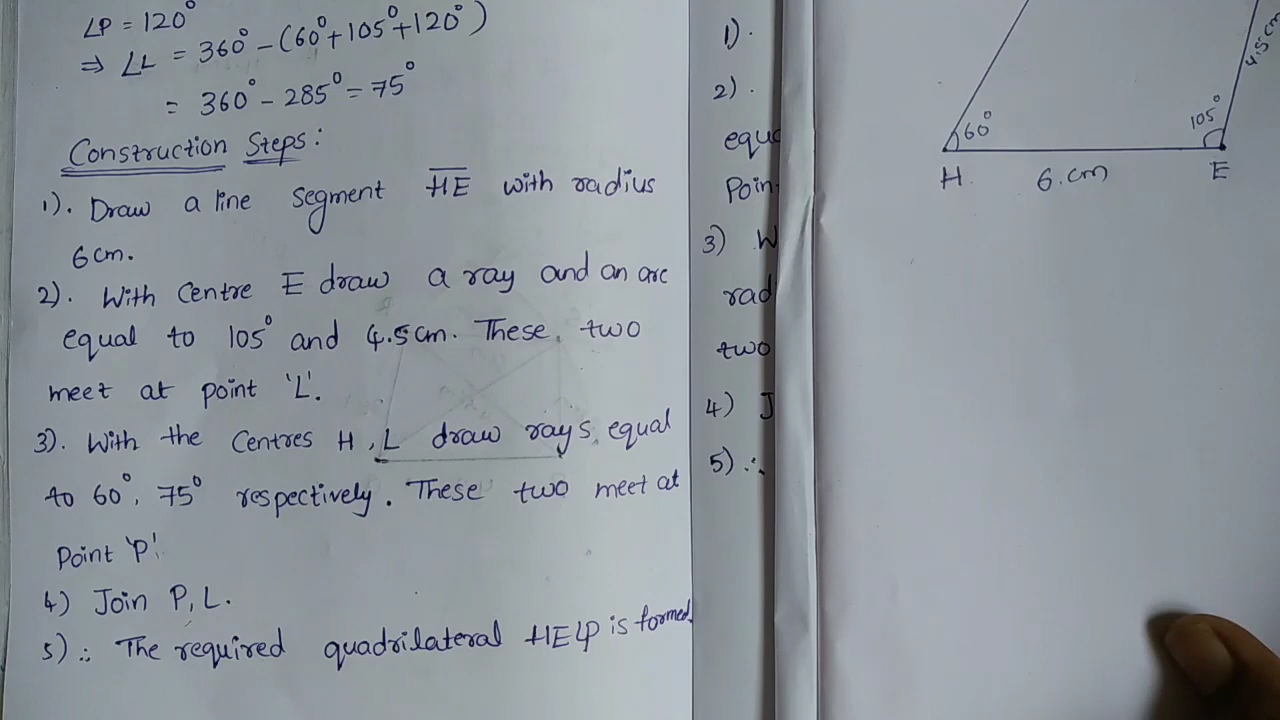 ∠P = 120°
⇒ ∠L = 360° - (60° + 105° + 120°)
= 360° - 285° = 75°
Construction Steps:
1). Draw a line segment HE with radius
6cm.
2). With Centre E draw a ray and an arc
equal to 105° and 4.5cm. These two
meet at point 'L'.
3). With the Centres H, L draw rays equal
to 60°, 75° respectively. These two meet at
Point 'P'.
4) Join P, L.
5) ∴ The required quadrilateral HELP is formed.
1).
2).
equa
Poin
3) W
rad
two
4) J
5) ∴
4.5cm
60° 105°
H 6.cm E